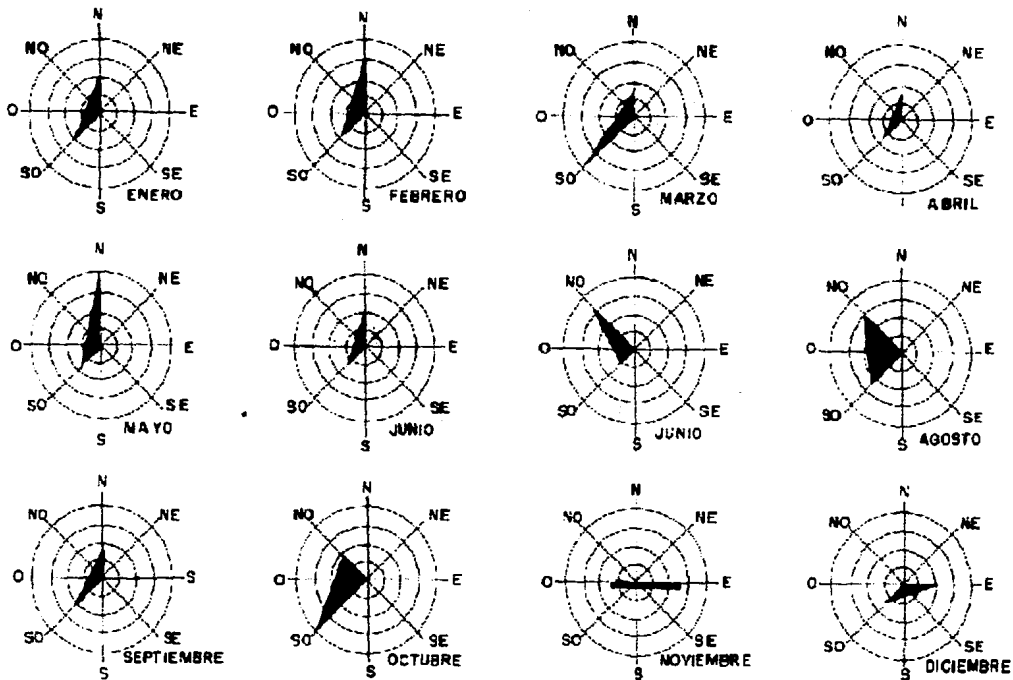 N
NO NE
O E
SO SE
S
ENERO
N
NO NE
O E
SO SE
S
FEBRERO
N
NO NE
O E
SO SE
S
MARZO
N
NO NE
O E
SO SE
ABRIL
N
NO NE
O E
SO SE
S
MAYO
N
NO NE
O E
SO SE
S
JUNIO
N
NO NE
O E
SO SE
S
JUNIO
N
NO NE
O E
SO SE
S
AGOSTO
N
NO NE
O S
SO SE
S
SEPTIEMBRE
N
NO NE
O E
SO SE
S
OCTUBRE
N
NO NE
O E
SO SE
S
NOVIEMBRE
N
NO NE
O E
SO SE
S
DICIEMBRE